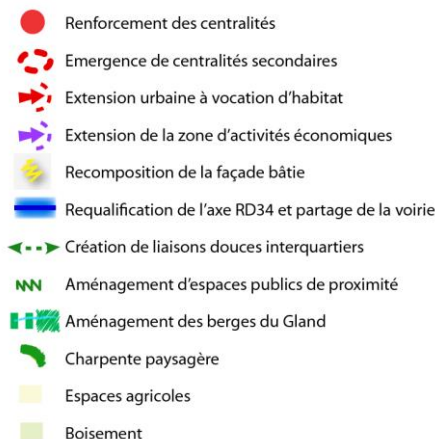 Renforcement des centralités
Emergence de centralités secondaires
Extension urbaine à vocation d'habitat
Extension de la zone d'activités économiques
Recomposition de la façade bâtie
Requalification de l'axe RD34 et partage de la voirie
Création de liaisons douces interquartiers
Aménagement d'espaces publics de proximité
Aménagement des berges du Gland
Charpente paysagère
Espaces agricoles
Boisement